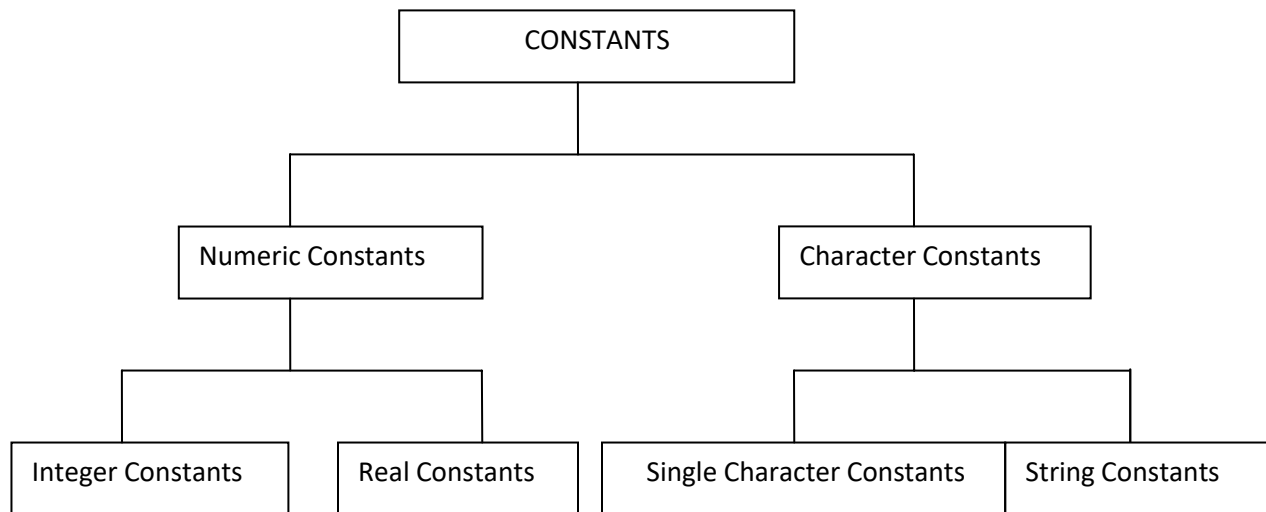 CONSTANTS
Numeric Constants
Character Constants
Integer Constants
Real Constants
Single Character Constants
String Constants